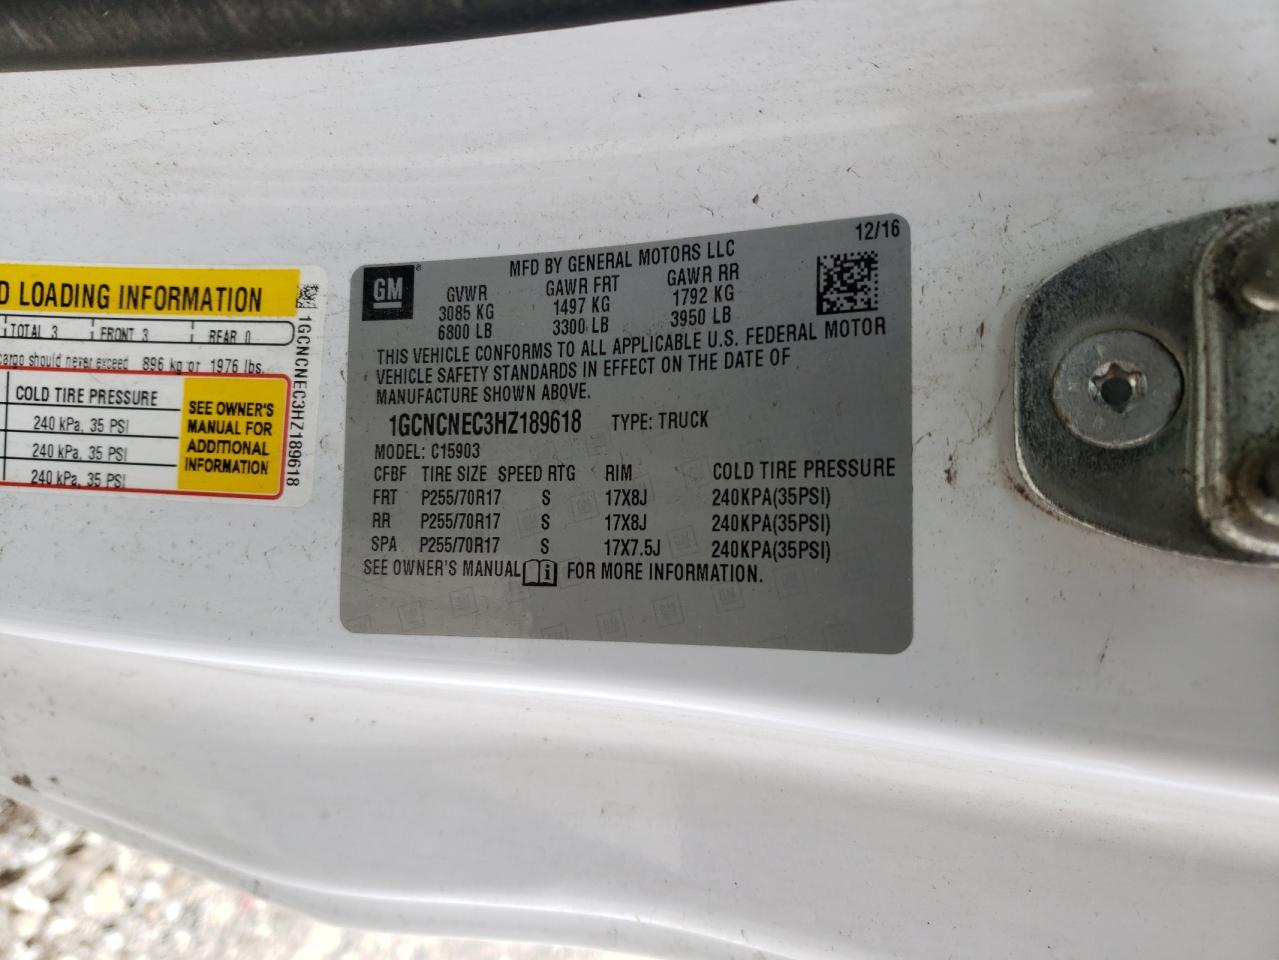 D LOADING INFORMATION
TOTAL 3 FRONT 3 REAR 0
cargo should never exceed 896 kg or 1976 lbs.
COLD TIRE PRESSURE
240 kPa, 35 PSI
240 kPa, 35 PSI
240 kPa, 35 PSI
SEE OWNER'S
MANUAL FOR
ADDITIONAL
INFORMATION
1GCNCNEC3HZ189618
12/16
GM
MFD BY GENERAL MOTORS LLC
GVWR GAWR FRT GAWR RR
3085 KG 1497 KG 1792 KG
6800 LB 3300 LB 3950 LB
THIS VEHICLE CONFORMS TO ALL APPLICABLE U.S. FEDERAL MOTOR
VEHICLE SAFETY STANDARDS IN EFFECT ON THE DATE OF
MANUFACTURE SHOWN ABOVE.
1GCNCNEC3HZ189618 TYPE: TRUCK
MODEL: C15903
CFBF TIRE SIZE SPEED RTG RIM COLD TIRE PRESSURE
FRT P255/70R17 S 17X8J 240KPA(35PSI)
RR P255/70R17 S 17X8J 240KPA(35PSI)
SPA P255/70R17 S 17X7.5J 240KPA(35PSI)
SEE OWNER'S MANUAL FOR MORE INFORMATION.